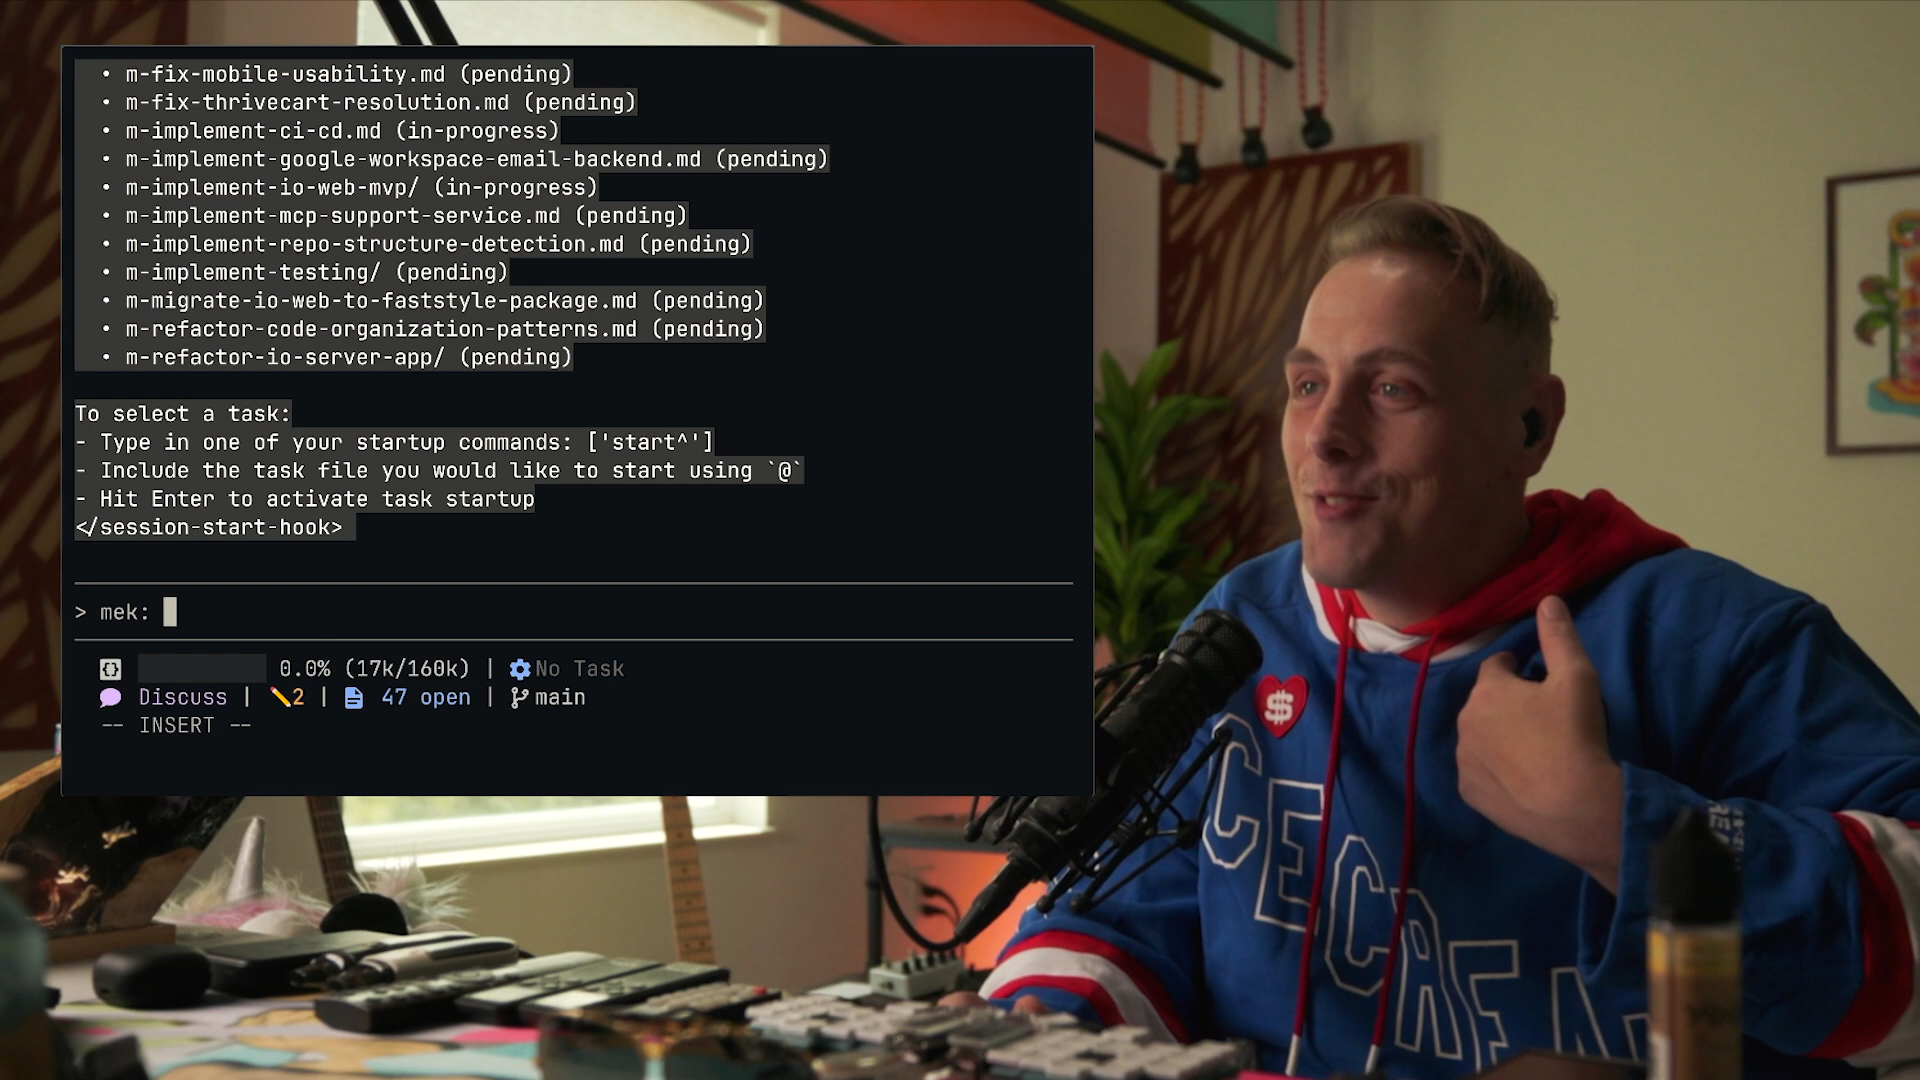 • m-fix-mobile-usability.md (pending)
• m-fix-thrivecart-resolution.md (pending)
• m-implement-ci-cd.md (in-progress)
• m-implement-google-workspace-email-backend.md (pending)
• m-implement-io-web-mvp/ (in-progress)
• m-implement-mcp-support-service.md (pending)
• m-implement-repo-structure-detection.md (pending)
• m-implement-testing/ (pending)
• m-migrate-io-web-to-faststyle-package.md (pending)
• m-refactor-code-organization-patterns.md (pending)
• m-refactor-io-server-app/ (pending)
To select a task:
- Type in one of your startup commands: ['start^']
- Include the task file you would like to start using `@`
- Hit Enter to activate task startup
</session-start-hook>
> mek:
{} 0.0% (17k/160k) | No Task
Discuss | 2 | 47 open | main
-- INSERT --
$
CECREA